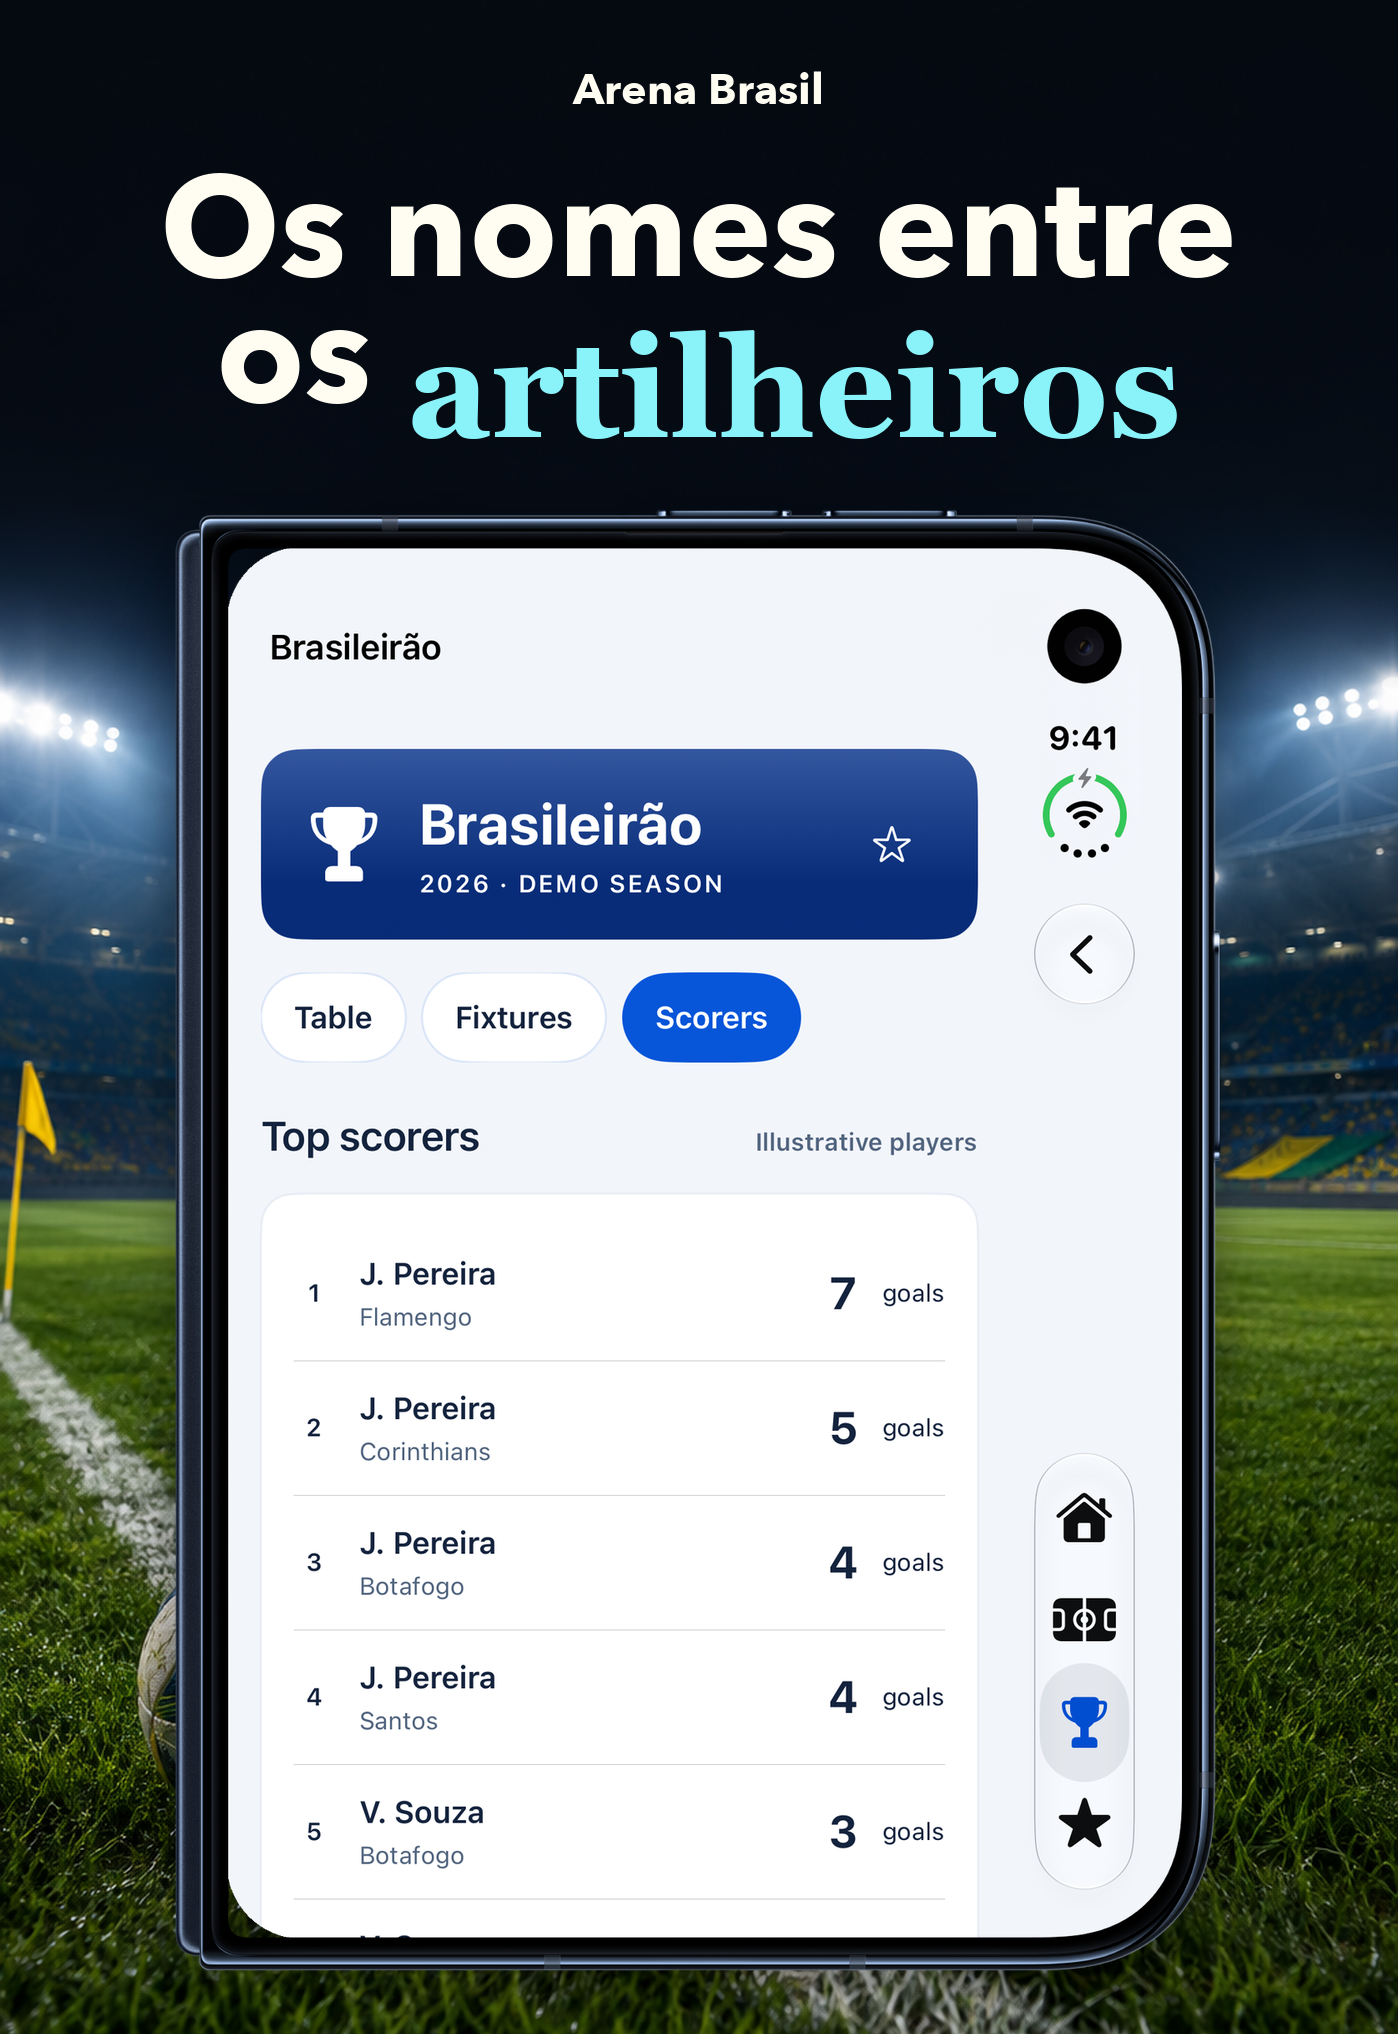 Arena Brasil
Os nomes entre
os artilheiros
Brasileirão
9:41
Brasileirão
2026 · DEMO SEASON
Table
Fixtures
Scorers
Top scorers
Illustrative players
1
J. Pereira
Flamengo
7 goals
2
J. Pereira
Corinthians
5 goals
3
J. Pereira
Botafogo
4 goals
4
J. Pereira
Santos
4 goals
5
V. Souza
Botafogo
3 goals